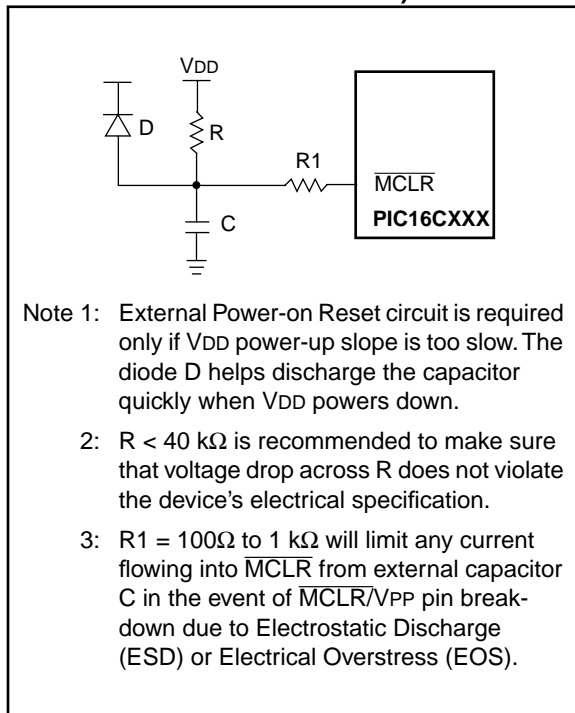 VDD
D
R
R1
MCLR
PIC16CXXX
C
Note 1: External Power-on Reset circuit is required
only if VDD power-up slope is too slow. The
diode D helps discharge the capacitor
quickly when VDD powers down.
2: R < 40 kΩ is recommended to make sure
that voltage drop across R does not violate
the device's electrical specification.
3: R1 = 100Ω to 1 kΩ will limit any current
flowing into MCLR from external capacitor
C in the event of MCLR/VPP pin break-
down due to Electrostatic Discharge
(ESD) or Electrical Overstress (EOS).